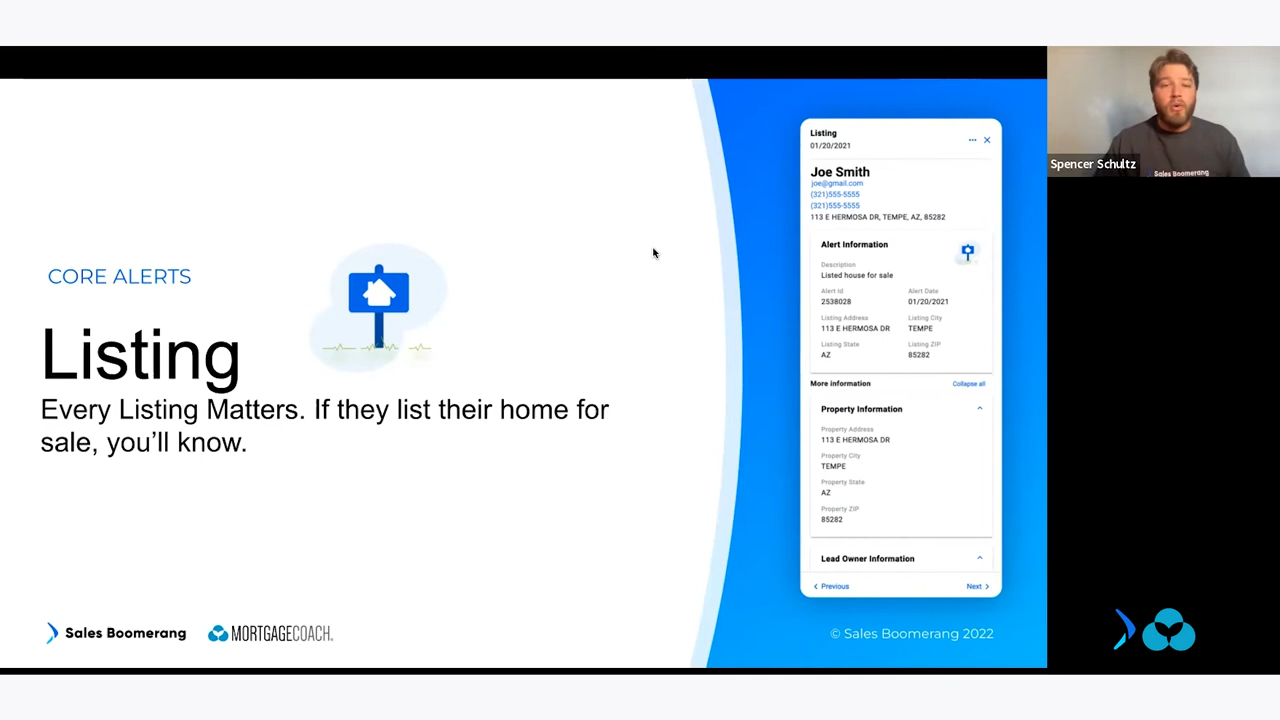 CORE ALERTS
Listing
Every Listing Matters. If they list their home for
sale, you’ll know.
Sales Boomerang
MORTGAGECOACH.
Listing
01/20/2021
Joe Smith
joe@gmail.com
(321)555-5555
(321)555-5555
113 E HERMOSA DR, TEMPE, AZ, 85282
Alert Information
Description
Listed house for sale
Alert Id
Alert Date
2538028
01/20/2021
Listing Address
Listing City
113 E HERMOSA DR
TEMPE
Listing State
Listing ZIP
AZ
85282
More information
Collapse all
Property Information
Property Address
113 E HERMOSA DR
Property City
TEMPE
Property State
AZ
Property ZIP
85282
Lead Owner Information
Previous
Next
© Sales Boomerang 2022
Spencer Schultz
Sales Boomerang